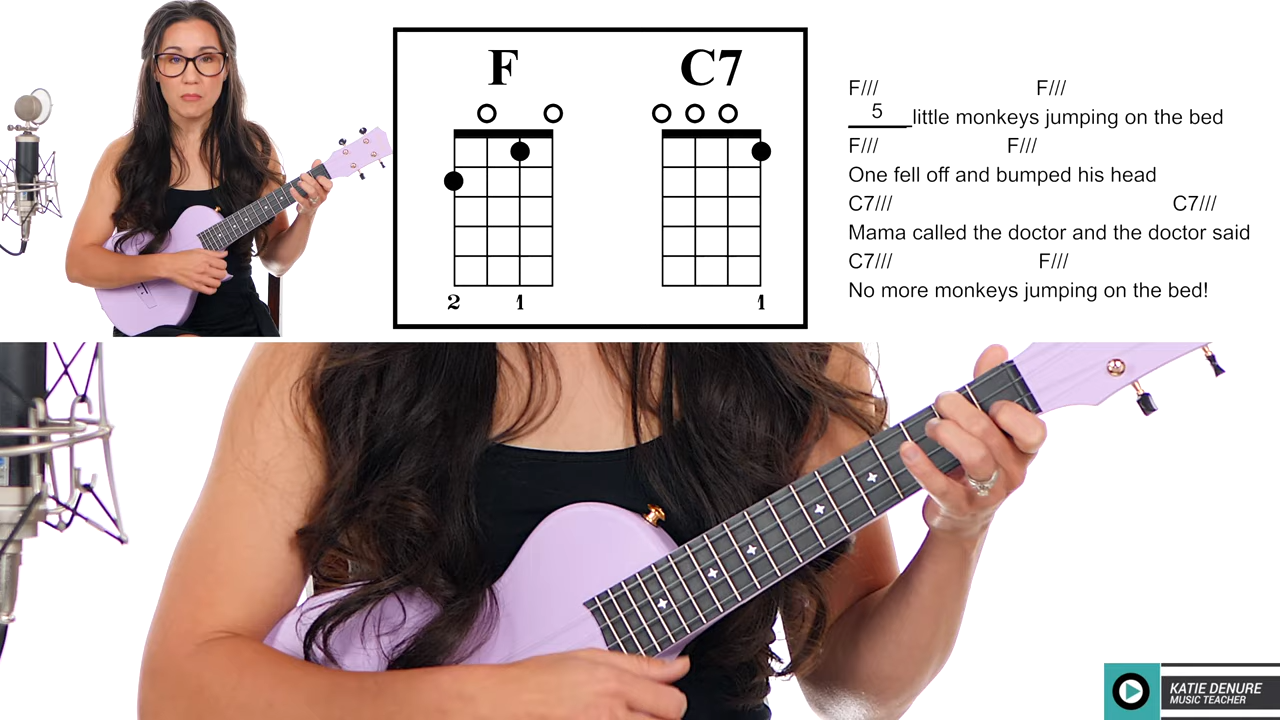 F C7
2 1 1
F/// F///
5 little monkeys jumping on the bed
F/// F///
One fell off and bumped his head
C7/// C7///
Mama called the doctor and the doctor said
C7/// F///
No more monkeys jumping on the bed!
KATIE DENURE
MUSIC TEACHER